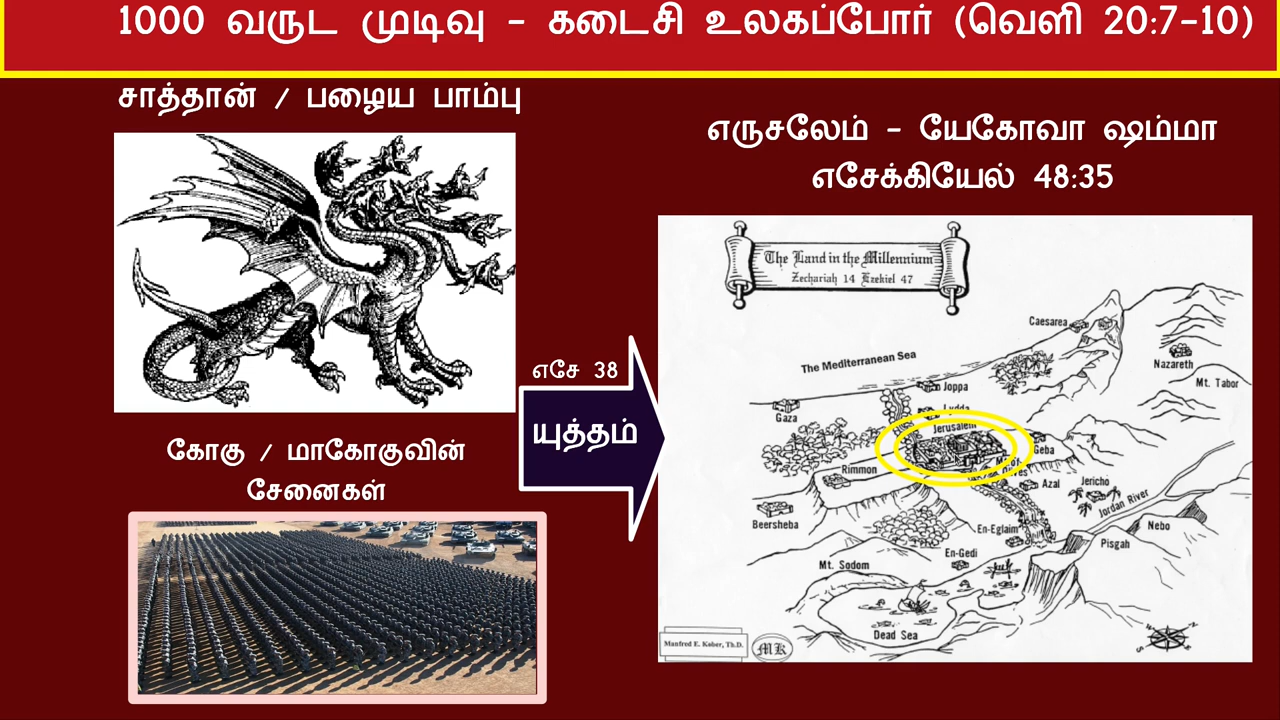 1000 வருட முடிவு - கடைசி உலகப்போர் (வெளி 20:7-10)
சாத்தான் / பழைய பாம்பு
எருசலேம் - யேகோவா ஷம்மா
எசேக்கியேல் 48:35
The Land in the Millennium
Zechariah 14 Ezekiel 47
Caesarea
The Mediterranean Sea
Nazareth
Mt. Tabor
எசே 38
Joppa
Gaza
Lydda
யுத்தம்
Jerusalem
Geba
கோகு / மாகோகுவின்
சேனைகள்
Rimmon
Azal
Jericho
Jordan River
Beersheba
En-Eglaim
Nebo
Pisgah
En-Gedi
Mt. Sodom
Dead Sea
Manfred E. Kober, Th.D.
MK